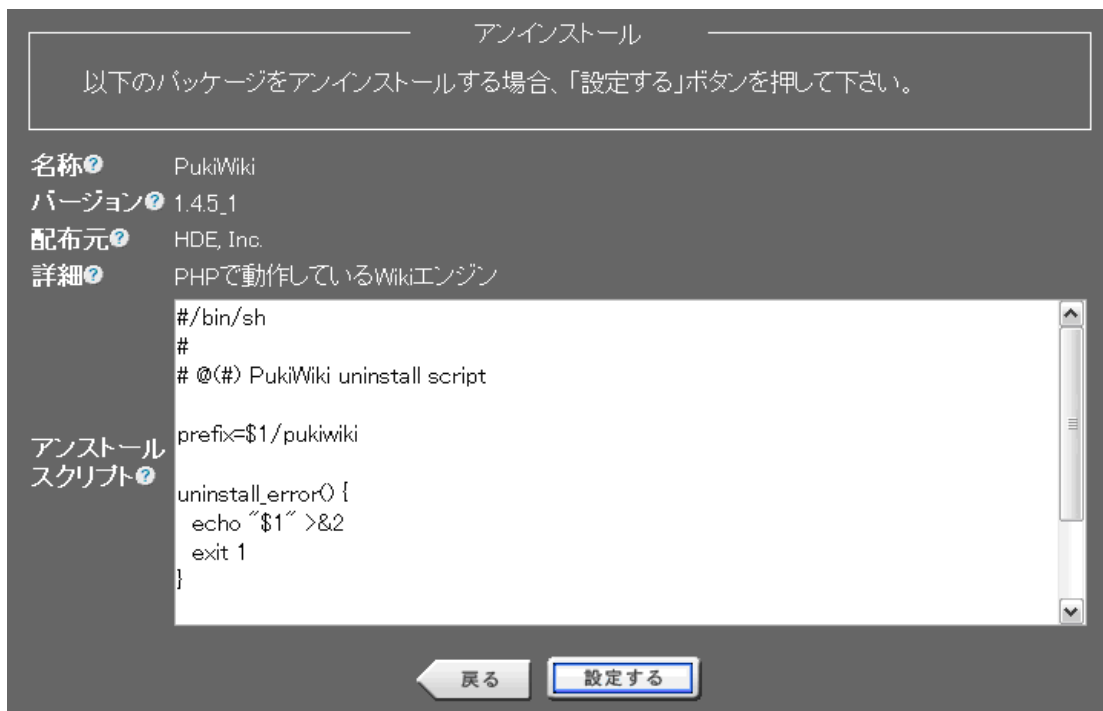 アンインストール
以下のパッケージをアンインストールする場合、「設定する」ボタンを押して下さい。
名称? PukiWiki
バージョン? 1.4.5_1
配布元? HDE, Inc.
詳細? PHPで動作しているWikiエンジン
アンストール
スクリプト?
#/bin/sh
#
# @(#) PukiWiki uninstall script
prefix=$1/pukiwiki
uninstall_error() {
echo "$1" >&2
exit 1
}
戻る
設定する